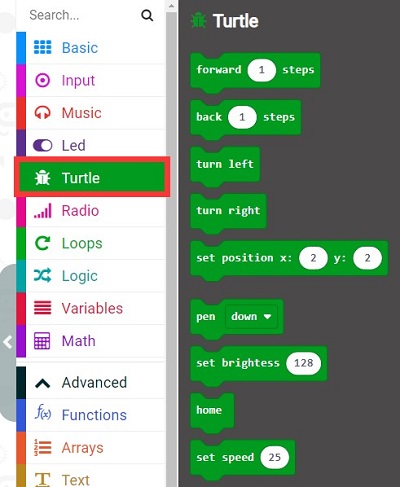 Search...
Basic
Input
Music
Led
Turtle
Radio
Loops
Logic
Variables
Math
Advanced
f(x) Functions
Arrays
T Text
Turtle
forward 1 steps
back 1 steps
turn left
turn right
set position x: 2 y: 2
pen down
set brightess 128
home
set speed 25